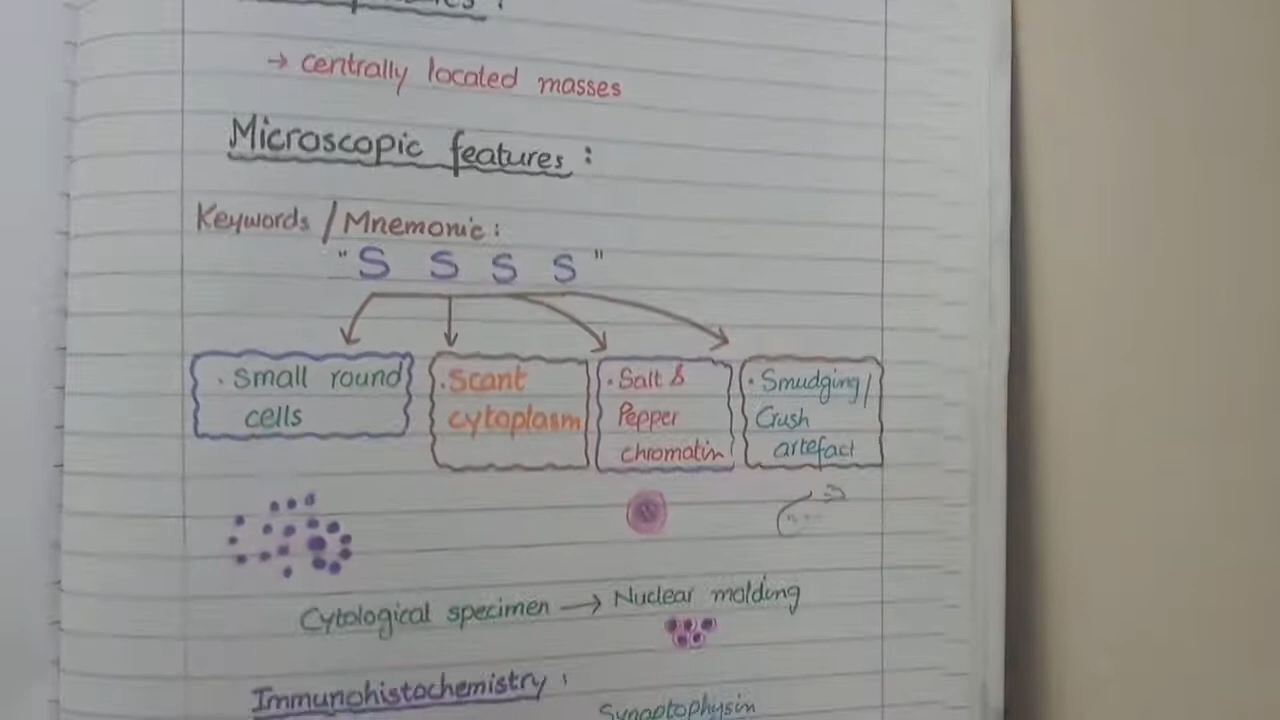 → centrally located masses
Microscopic features :
Keywords / Mnemonic :
" S S S S "
· Small round
cells
· Scant
cytoplasm
· Salt &
Pepper
chromatin
· Smudging /
Crush
artefact
Cytological specimen → Nuclear molding
Immunohistochemistry :
Synaptophysin